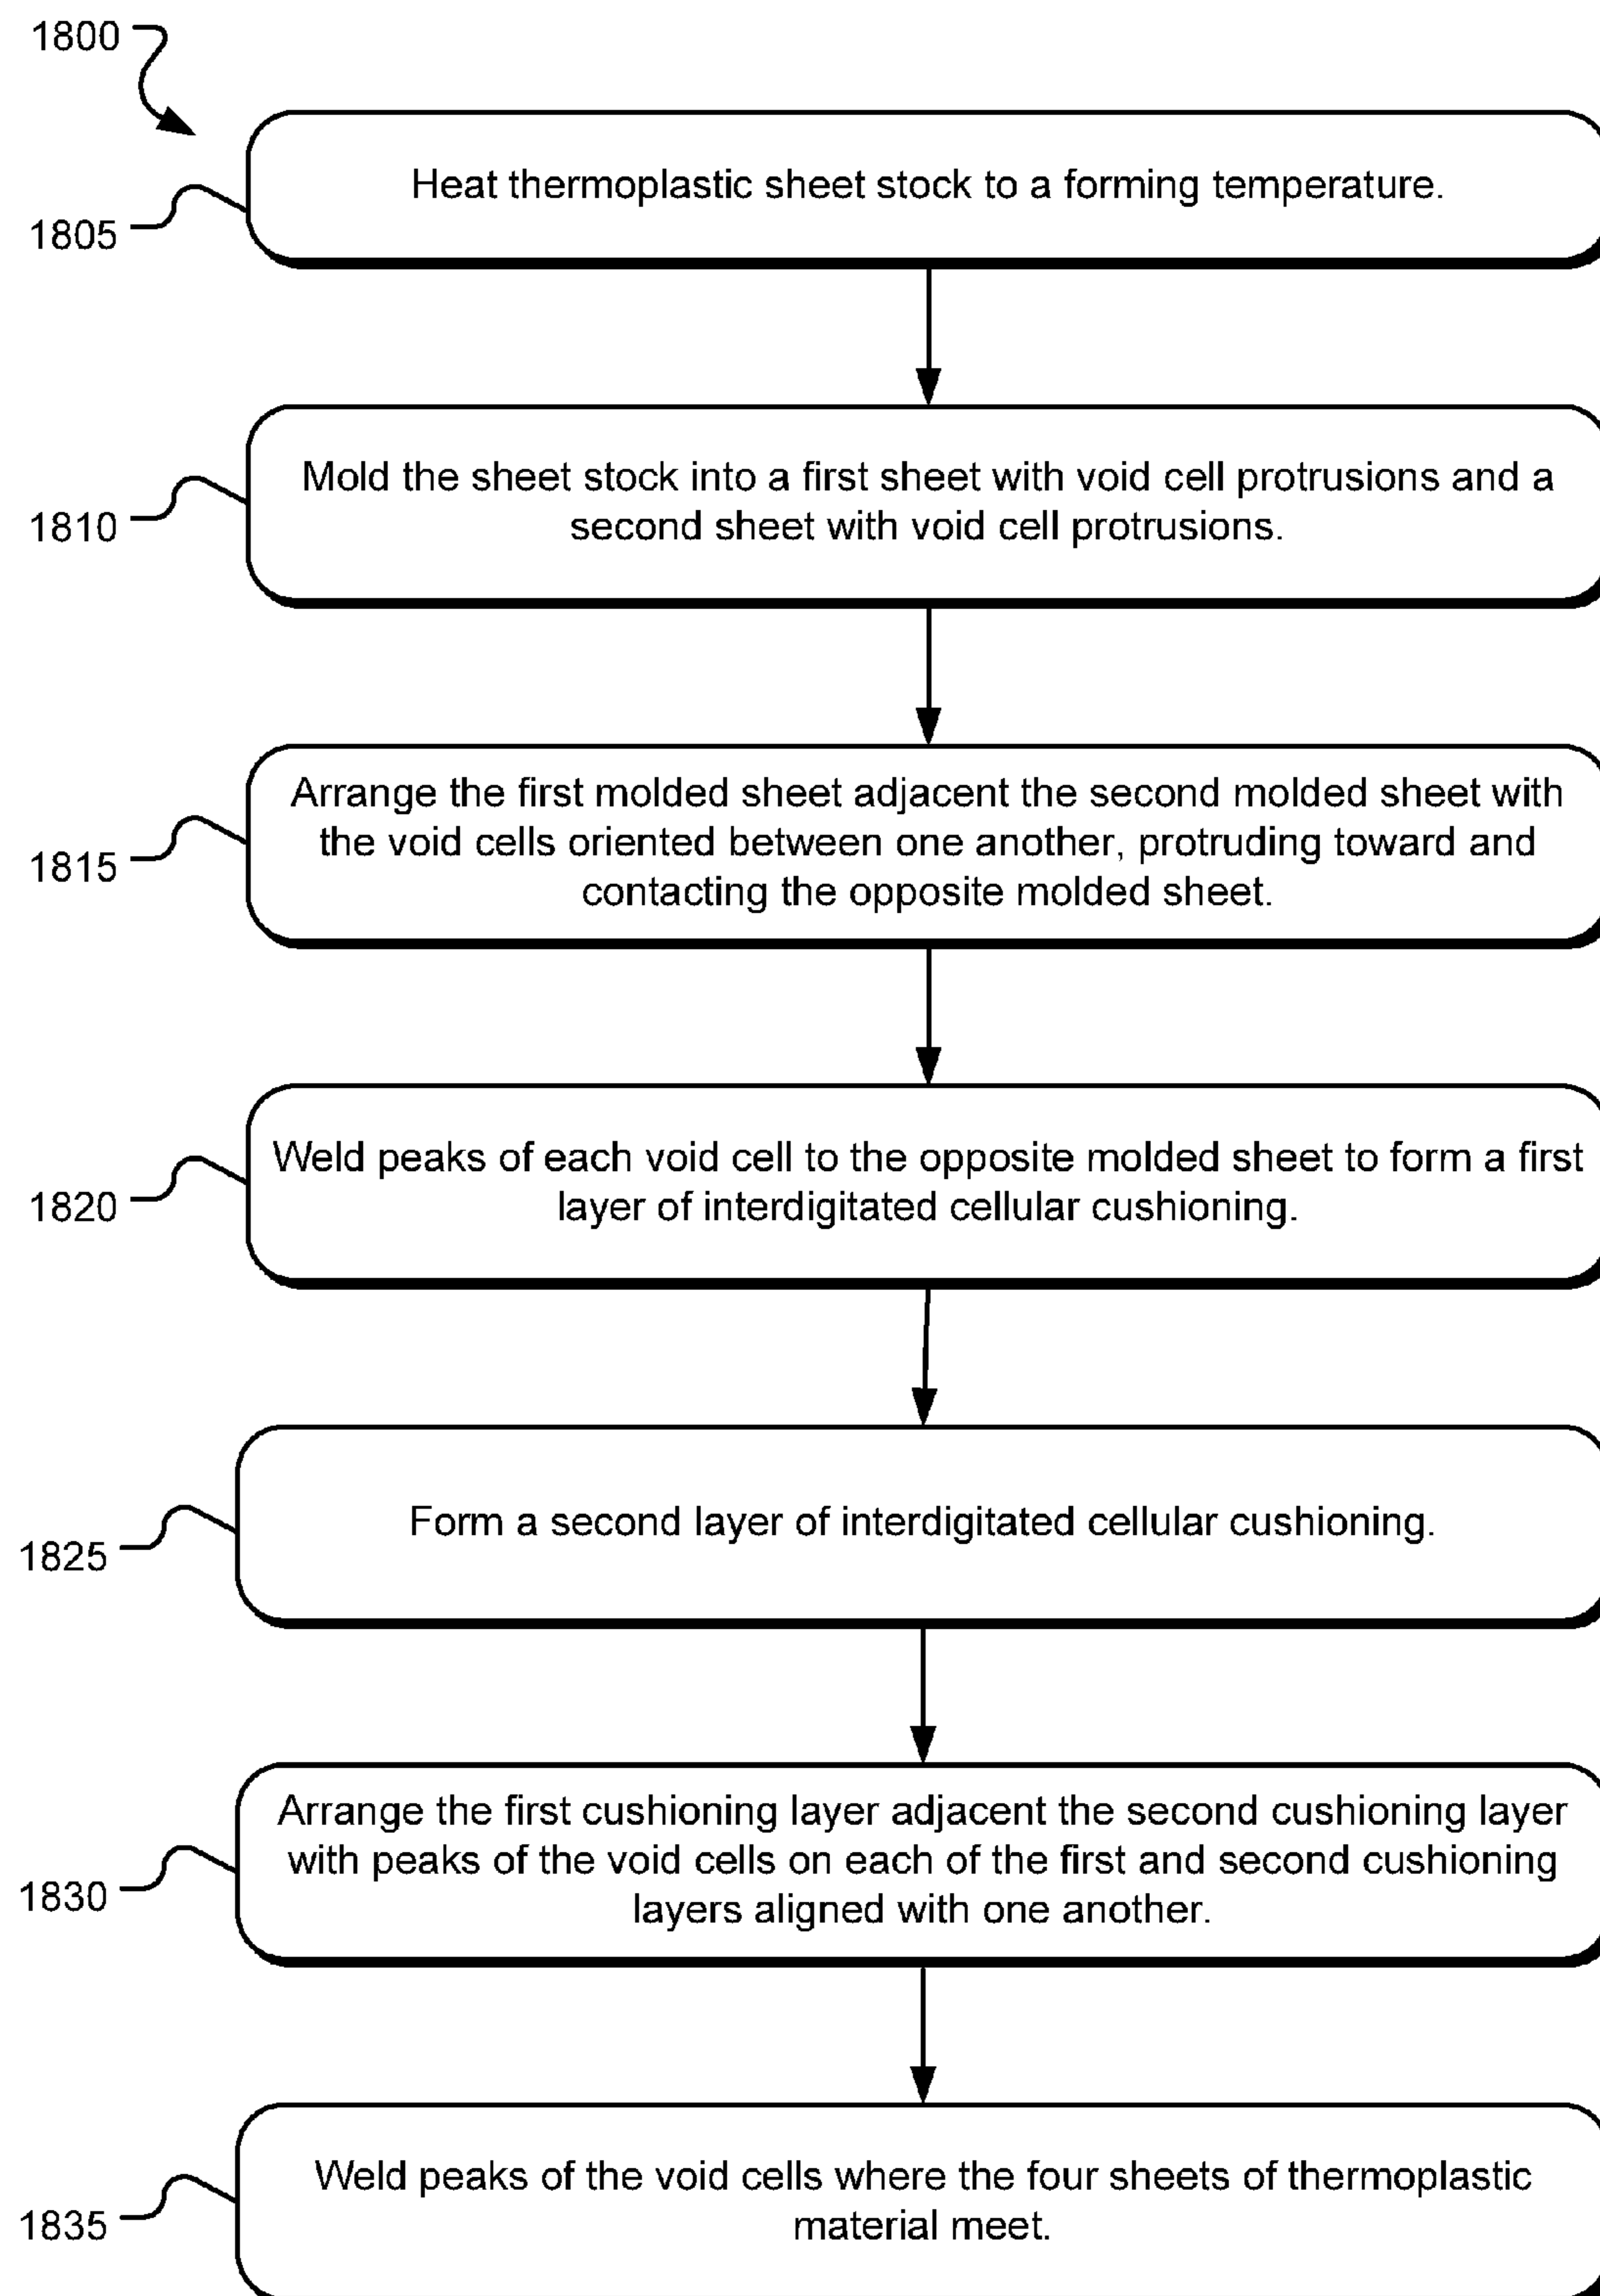 1800
Heat thermoplastic sheet stock to a forming temperature.
1805
Mold the sheet stock into a first sheet with void cell protrusions and a
second sheet with void cell protrusions.
1810
Arrange the first molded sheet adjacent the second molded sheet with
the void cells oriented between one another, protruding toward and
contacting the opposite molded sheet.
1815
Weld peaks of each void cell to the opposite molded sheet to form a first
layer of interdigitated cellular cushioning.
1820
Form a second layer of interdigitated cellular cushioning.
1825
Arrange the first cushioning layer adjacent the second cushioning layer
with peaks of the void cells on each of the first and second cushioning
layers aligned with one another.
1830
Weld peaks of the void cells where the four sheets of thermoplastic
material meet.
1835